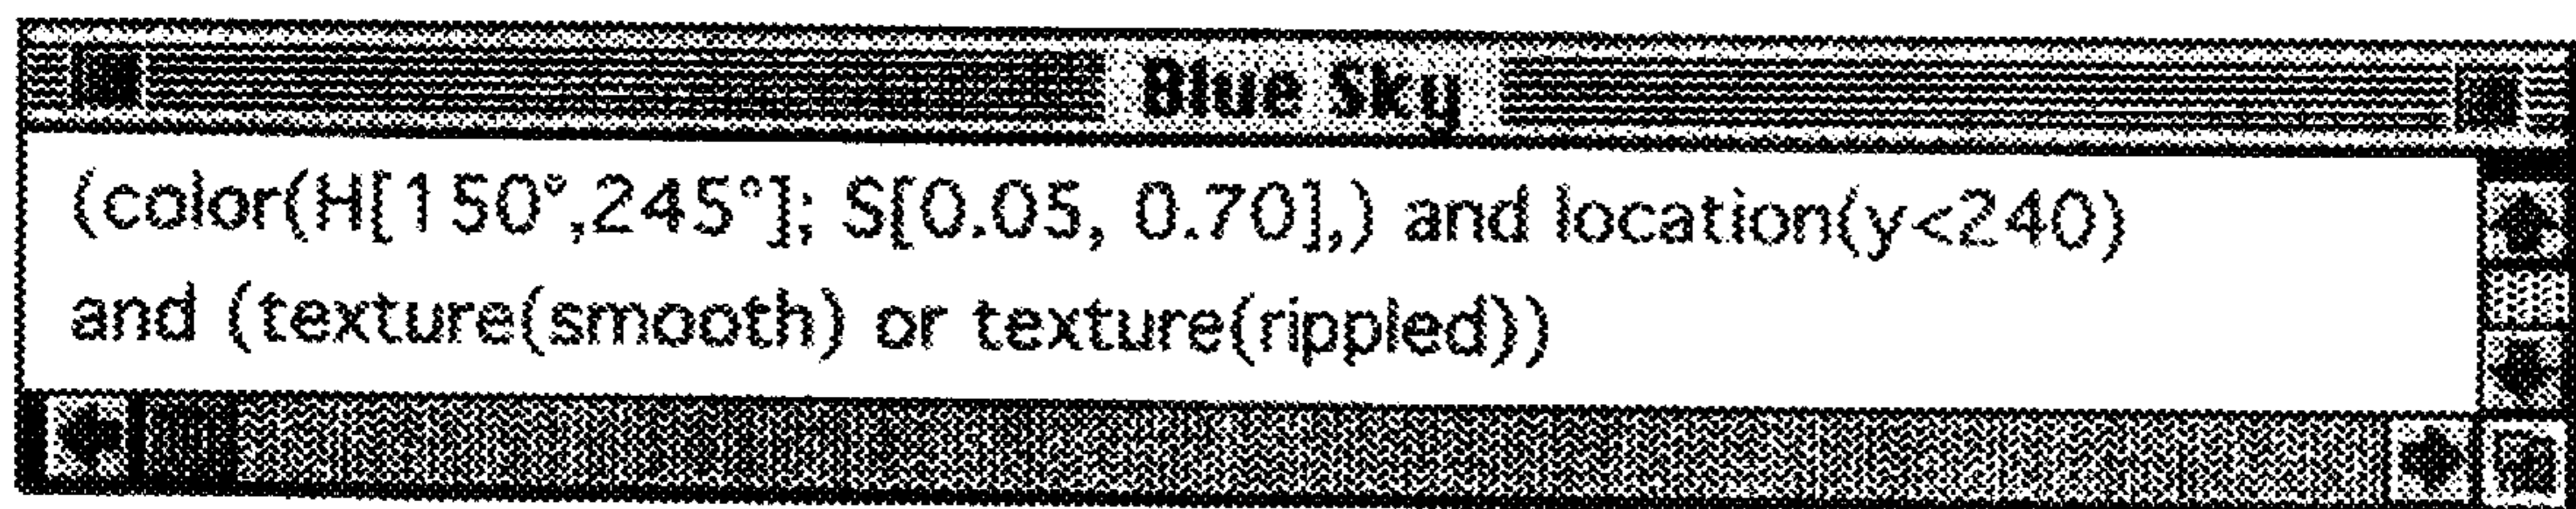 Blue Sky
(color(H[150°,245°]; S[0.05, 0.70],) and location(y<240)
and (texture(smooth) or texture(rippled))